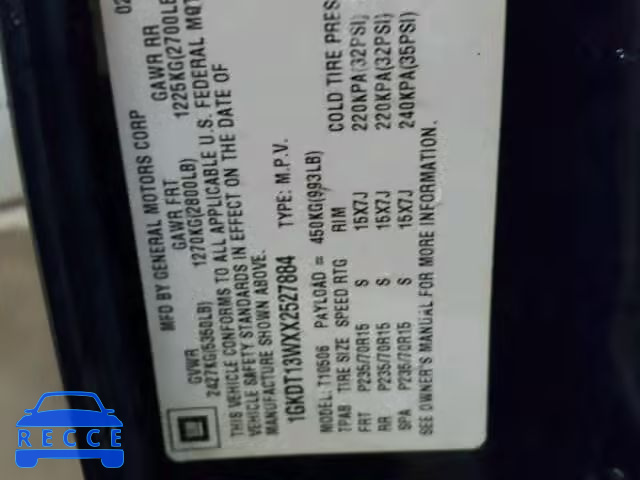 MFD BY GENERAL MOTORS CORP
02
GVWR GAWR FRT GAWR RR
2427KG(5350LB) 1270KG(2800LB) 1225KG(2700LB
THIS VEHICLE CONFORMS TO ALL APPLICABLE U.S. FEDERAL MOT
VEHICLE SAFETY STANDARDS IN EFFECT ON THE DATE OF
MANUFACTURE SHOWN ABOVE.
1GKDT13WXX2527884 TYPE: M.P.V.
MODEL: T10506 PAYLOAD = 450KG(993LB)
TPAB TIRE SIZE SPEED RTG RIM COLD TIRE PRES
FRT P235/70R15 S 15X7J 220KPA(32PSI)
RR P235/70R15 S 15X7J 220KPA(32PSI)
SPA P235/70R15 S 15X7J 240KPA(35PSI)
SEE OWNER'S MANUAL FOR MORE INFORMATION.
GM
RECCE